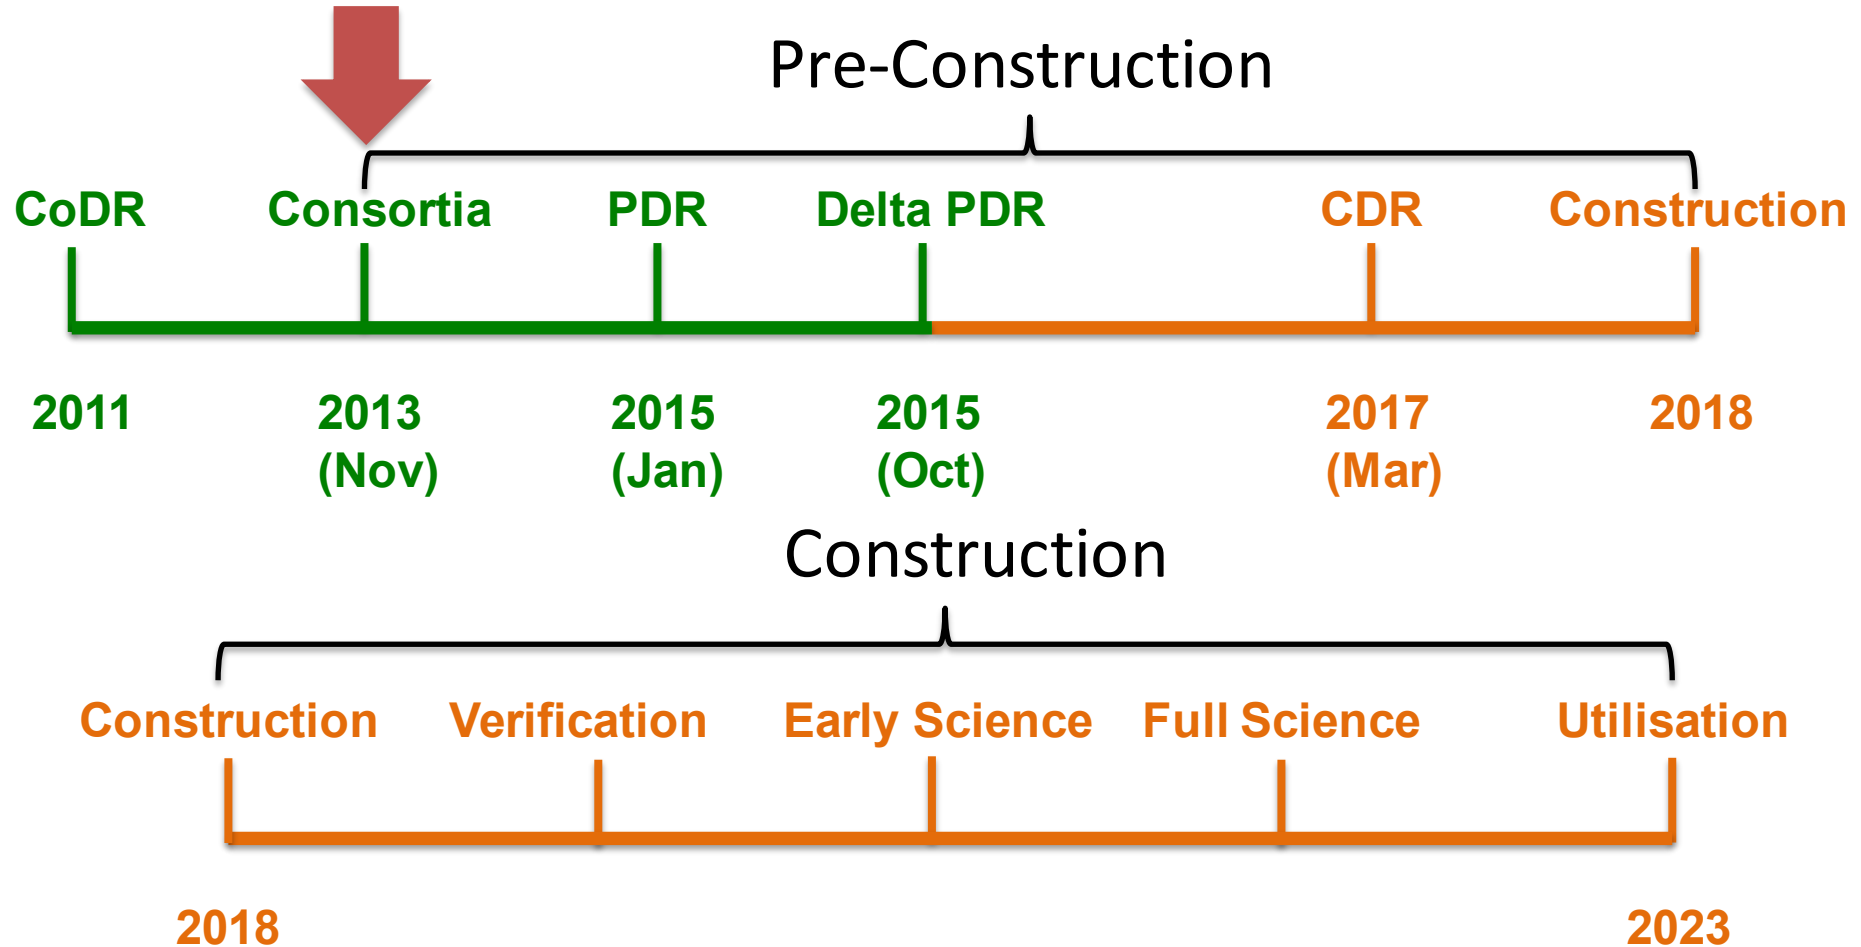 Pre-Construction
CoDR Consortia PDR Delta PDR CDR Construction
2011 2013 2015 2015 2017 2018
(Nov) (Jan) (Oct) (Mar)
Construction
Construction Verification Early Science Full Science Utilisation
2018 2023